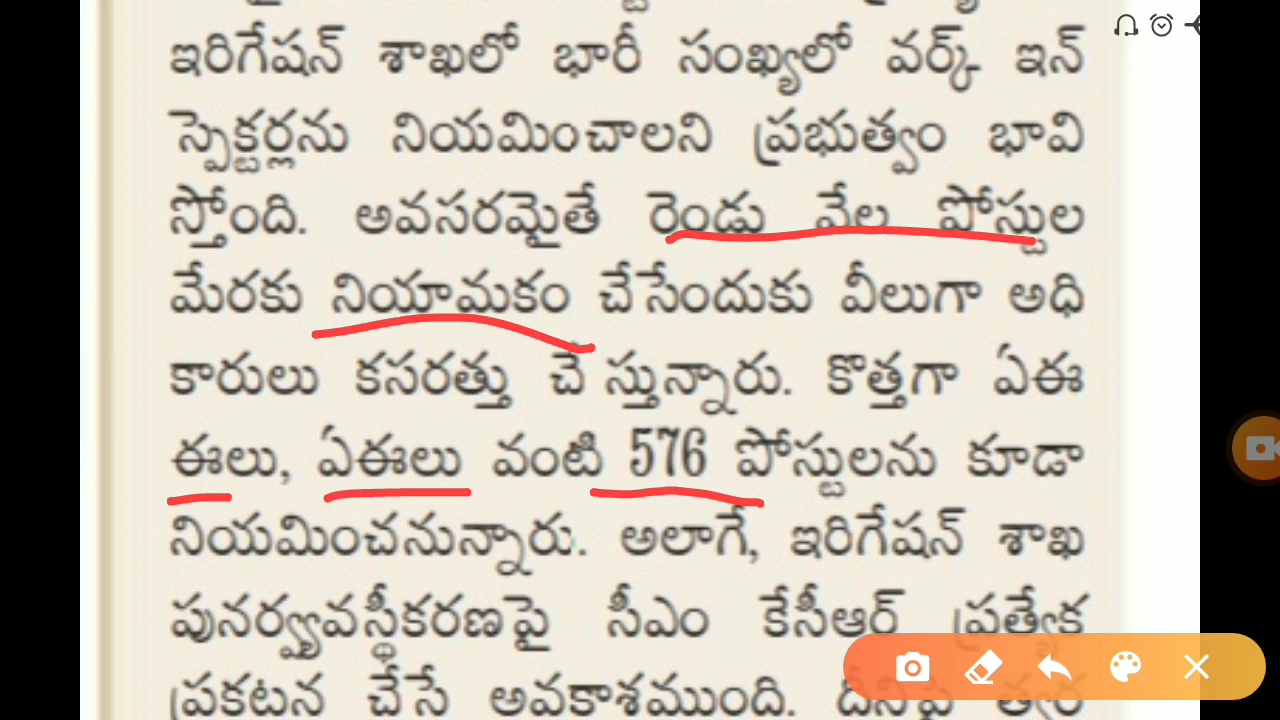 ఇరిగేషన్ శాఖలో భారీ సంఖ్యలో వర్క్ ఇన్
స్పెక్టర్లను నియమించాలని ప్రభుత్వం భావి
స్తోంది. అవసరమైతే రెండు వేల పోస్టుల
మేరకు నియామకం చేసేందుకు వీలుగా అధి
కారులు కసరత్తు చే స్తున్నారు. కొత్తగా ఏఈ
ఈలు, ఏఈలు వంటి 576 పోస్టులను కూడా
నియమించనున్నారు. అలాగే, ఇరిగేషన్ శాఖ
పునర్వ్యవస్థీకరణపై సీఎం కేసీఆర్ ప్రత్యేక
ప్రకటన చేసే అవకాశముంది. దీనిపై త్వర